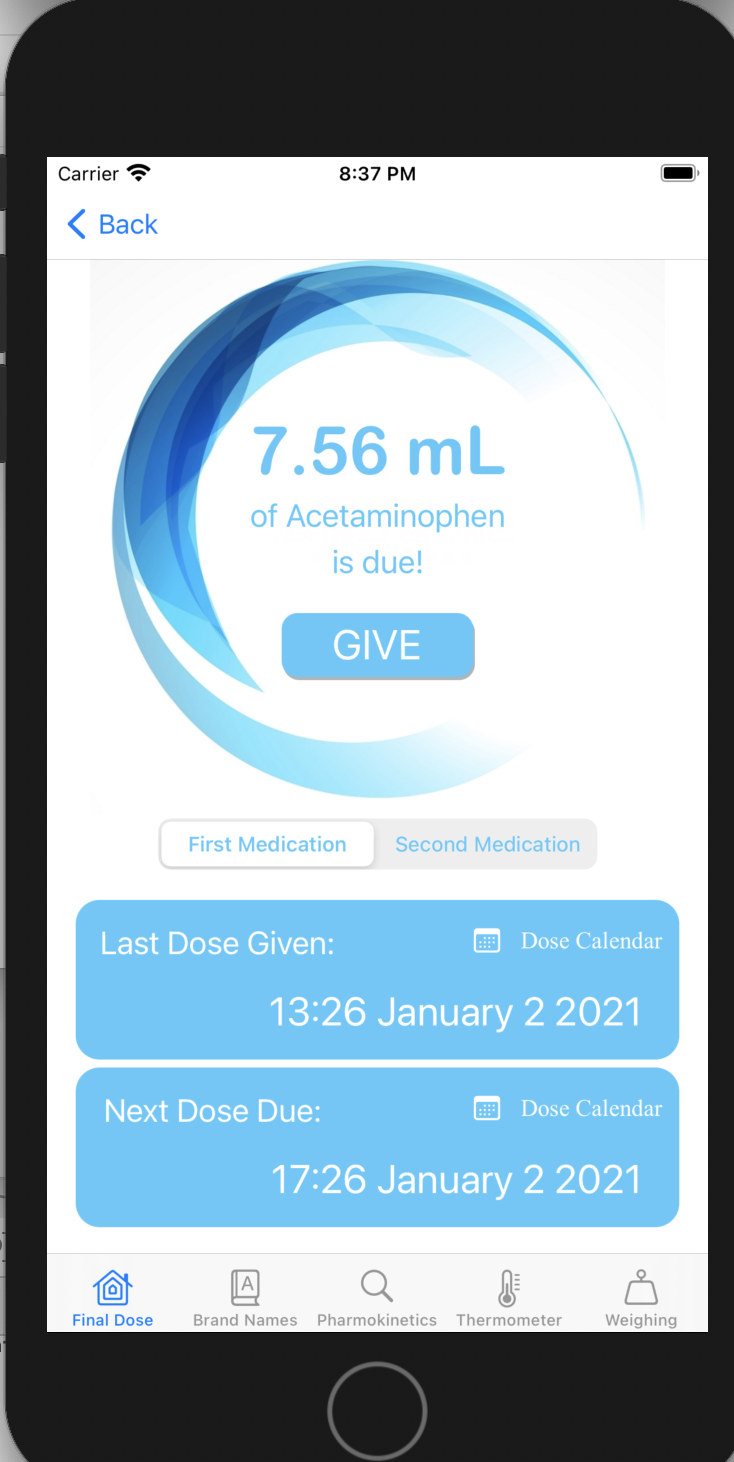 Carrier 8:37 PM
Back
7.56 mL
of Acetaminophen
is due!
GIVE
First Medication Second Medication
Last Dose Given: Dose Calendar
13:26 January 2 2021
Next Dose Due: Dose Calendar
17:26 January 2 2021
Final Dose Brand Names Pharmokinetics Thermometer Weighing